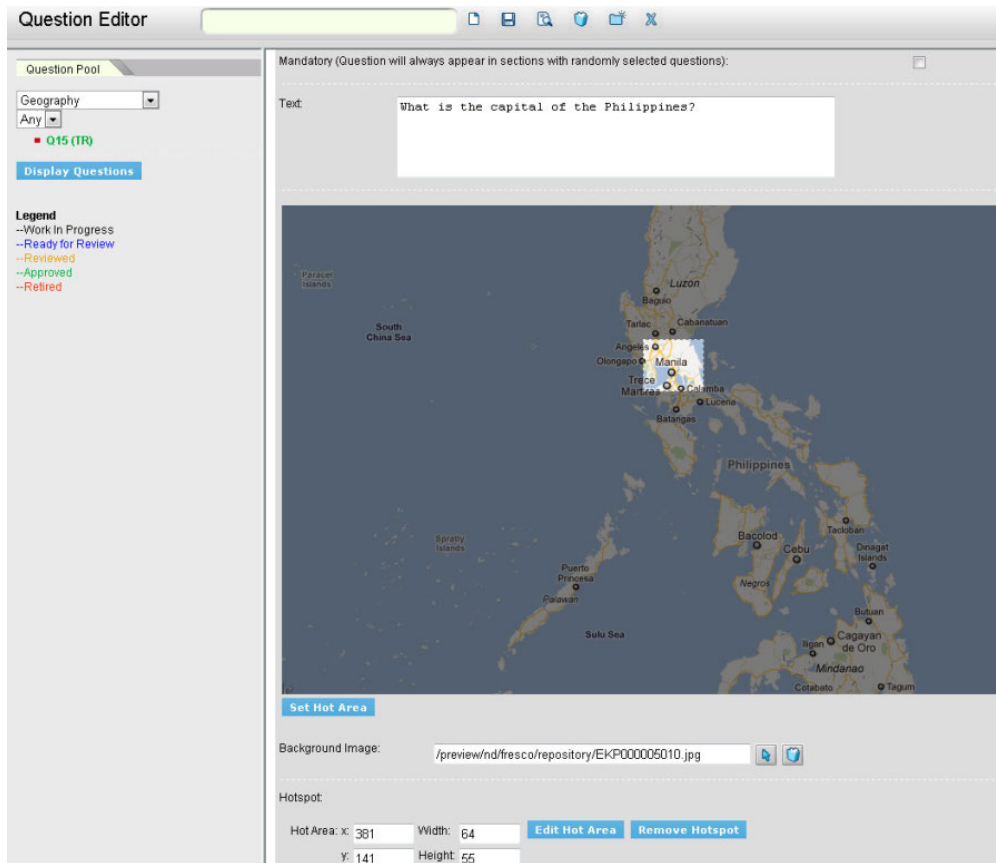 Question Editor
Question Pool
Geography
Any
Q15 (TR)
Display Questions
Legend
--Work In Progress
--Ready for Review
--Reviewed
--Approved
--Retired
Mandatory (Question will always appear in sections with randomly selected questions):
Text:
What is the capital of the Philippines?
Paracel
Islands
Luzon
Baguio
South
China Sea
Tarlac
Cabanatuan
Angeles
Olongapo
Manila
Trece
Martires
Calamba
Lucena
Batangas
Philippines
Tacloban
Bacolod
Cebu
Spratly
Islands
Dinagat
Islands
Puerto
Princesa
Negros
Palawan
Butuan
Sulu Sea
Iligan
Cagayan
de Oro
Mindanao
Cotabato
Tagum
Set Hot Area
Background Image:
/preview/nd/fresco/repository/EKP000005010.jpg
Hotspot:
Hot Area: x: 381 Width: 64 Edit Hot Area Remove Hotspot
y: 141 Height: 55